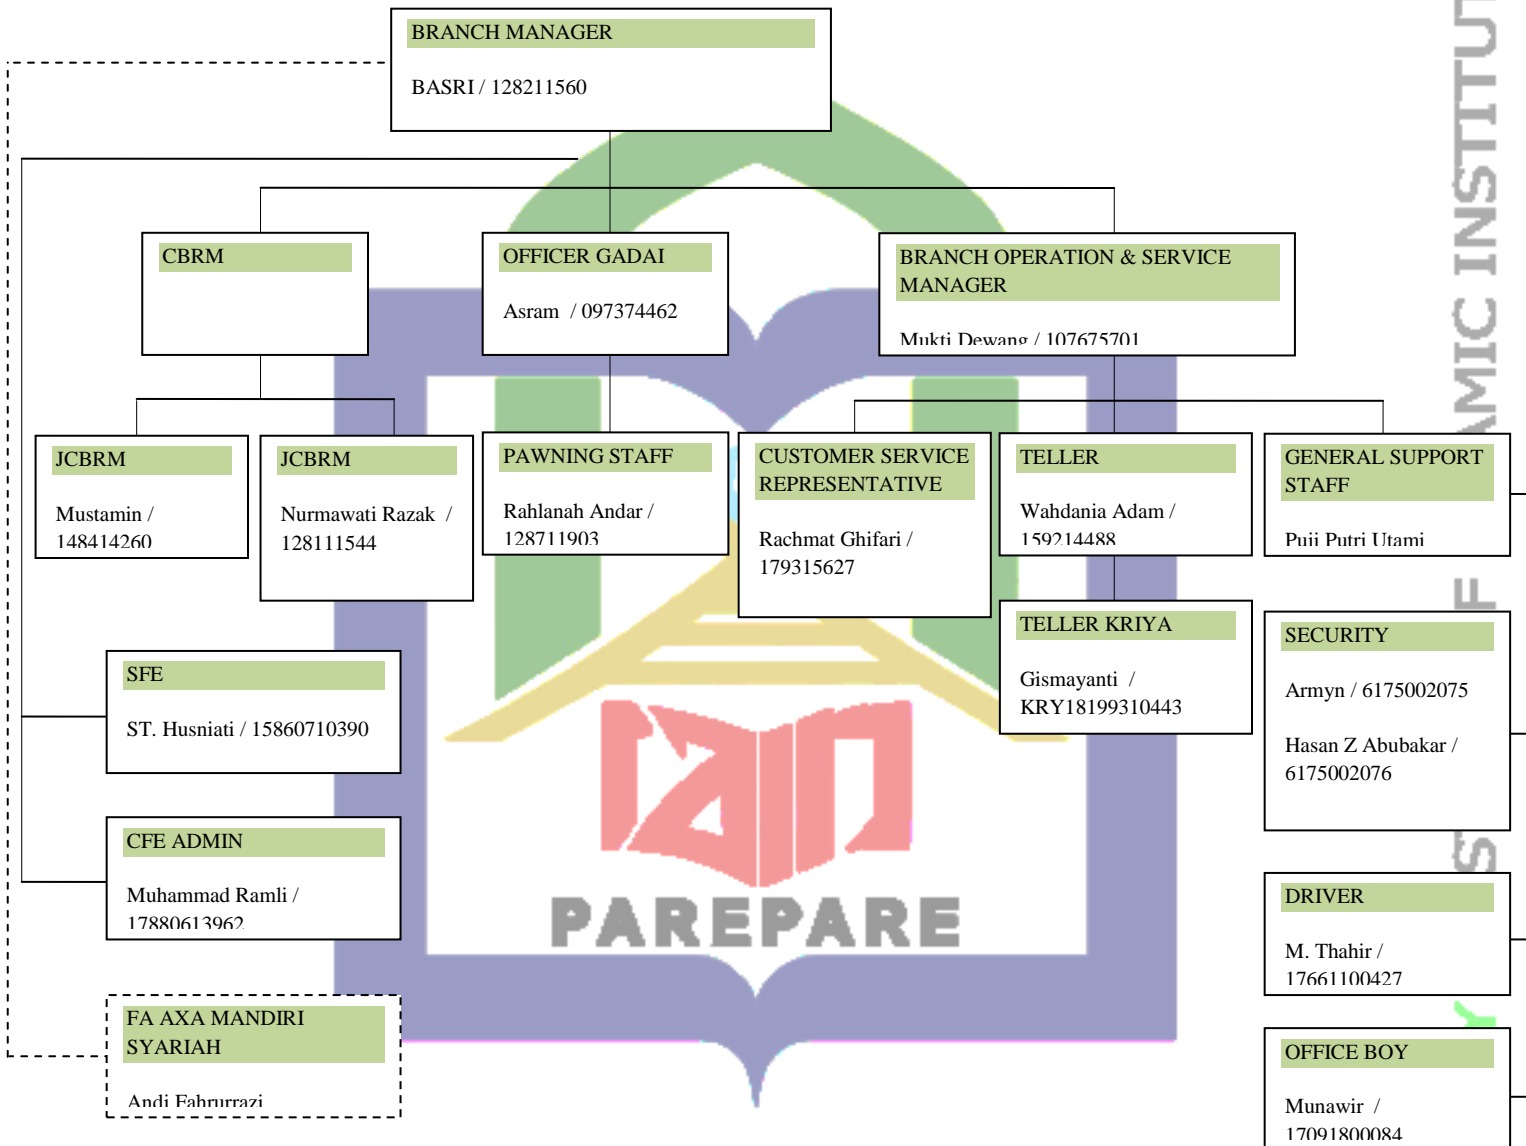 BRANCH MANAGER
BASRI / 128211560
CBRM
OFFICER GADAI
Asram / 097374462
BRANCH OPERATION & SERVICE
MANAGER
Mukti Dewang / 107675701
JCBRM
Mustamin /
148414260
JCBRM
Nurmawati Razak /
128111544
PAWNING STAFF
Rahlanah Andar /
128711903
CUSTOMER SERVICE
REPRESENTATIVE
Rachmat Ghifari /
179315627
TELLER
Wahdania Adam /
159214488
GENERAL SUPPORT
STAFF
Puji Putri Utami
TELLER KRIYA
Gismayanti /
KRY18199310443
SECURITY
Armyn / 6175002075
Hasan Z Abubakar /
6175002076
SFE
ST. Husniati / 15860710390
CFE ADMIN
Muhammad Ramli /
17880613962
DRIVER
M. Thahir /
17661100427
FA AXA MANDIRI
SYARIAH
Andi Fahrurrazi
OFFICE BOY
Munawir /
17091800084
iain
PAREPARE
AMIC INSTITU
F
S
Y